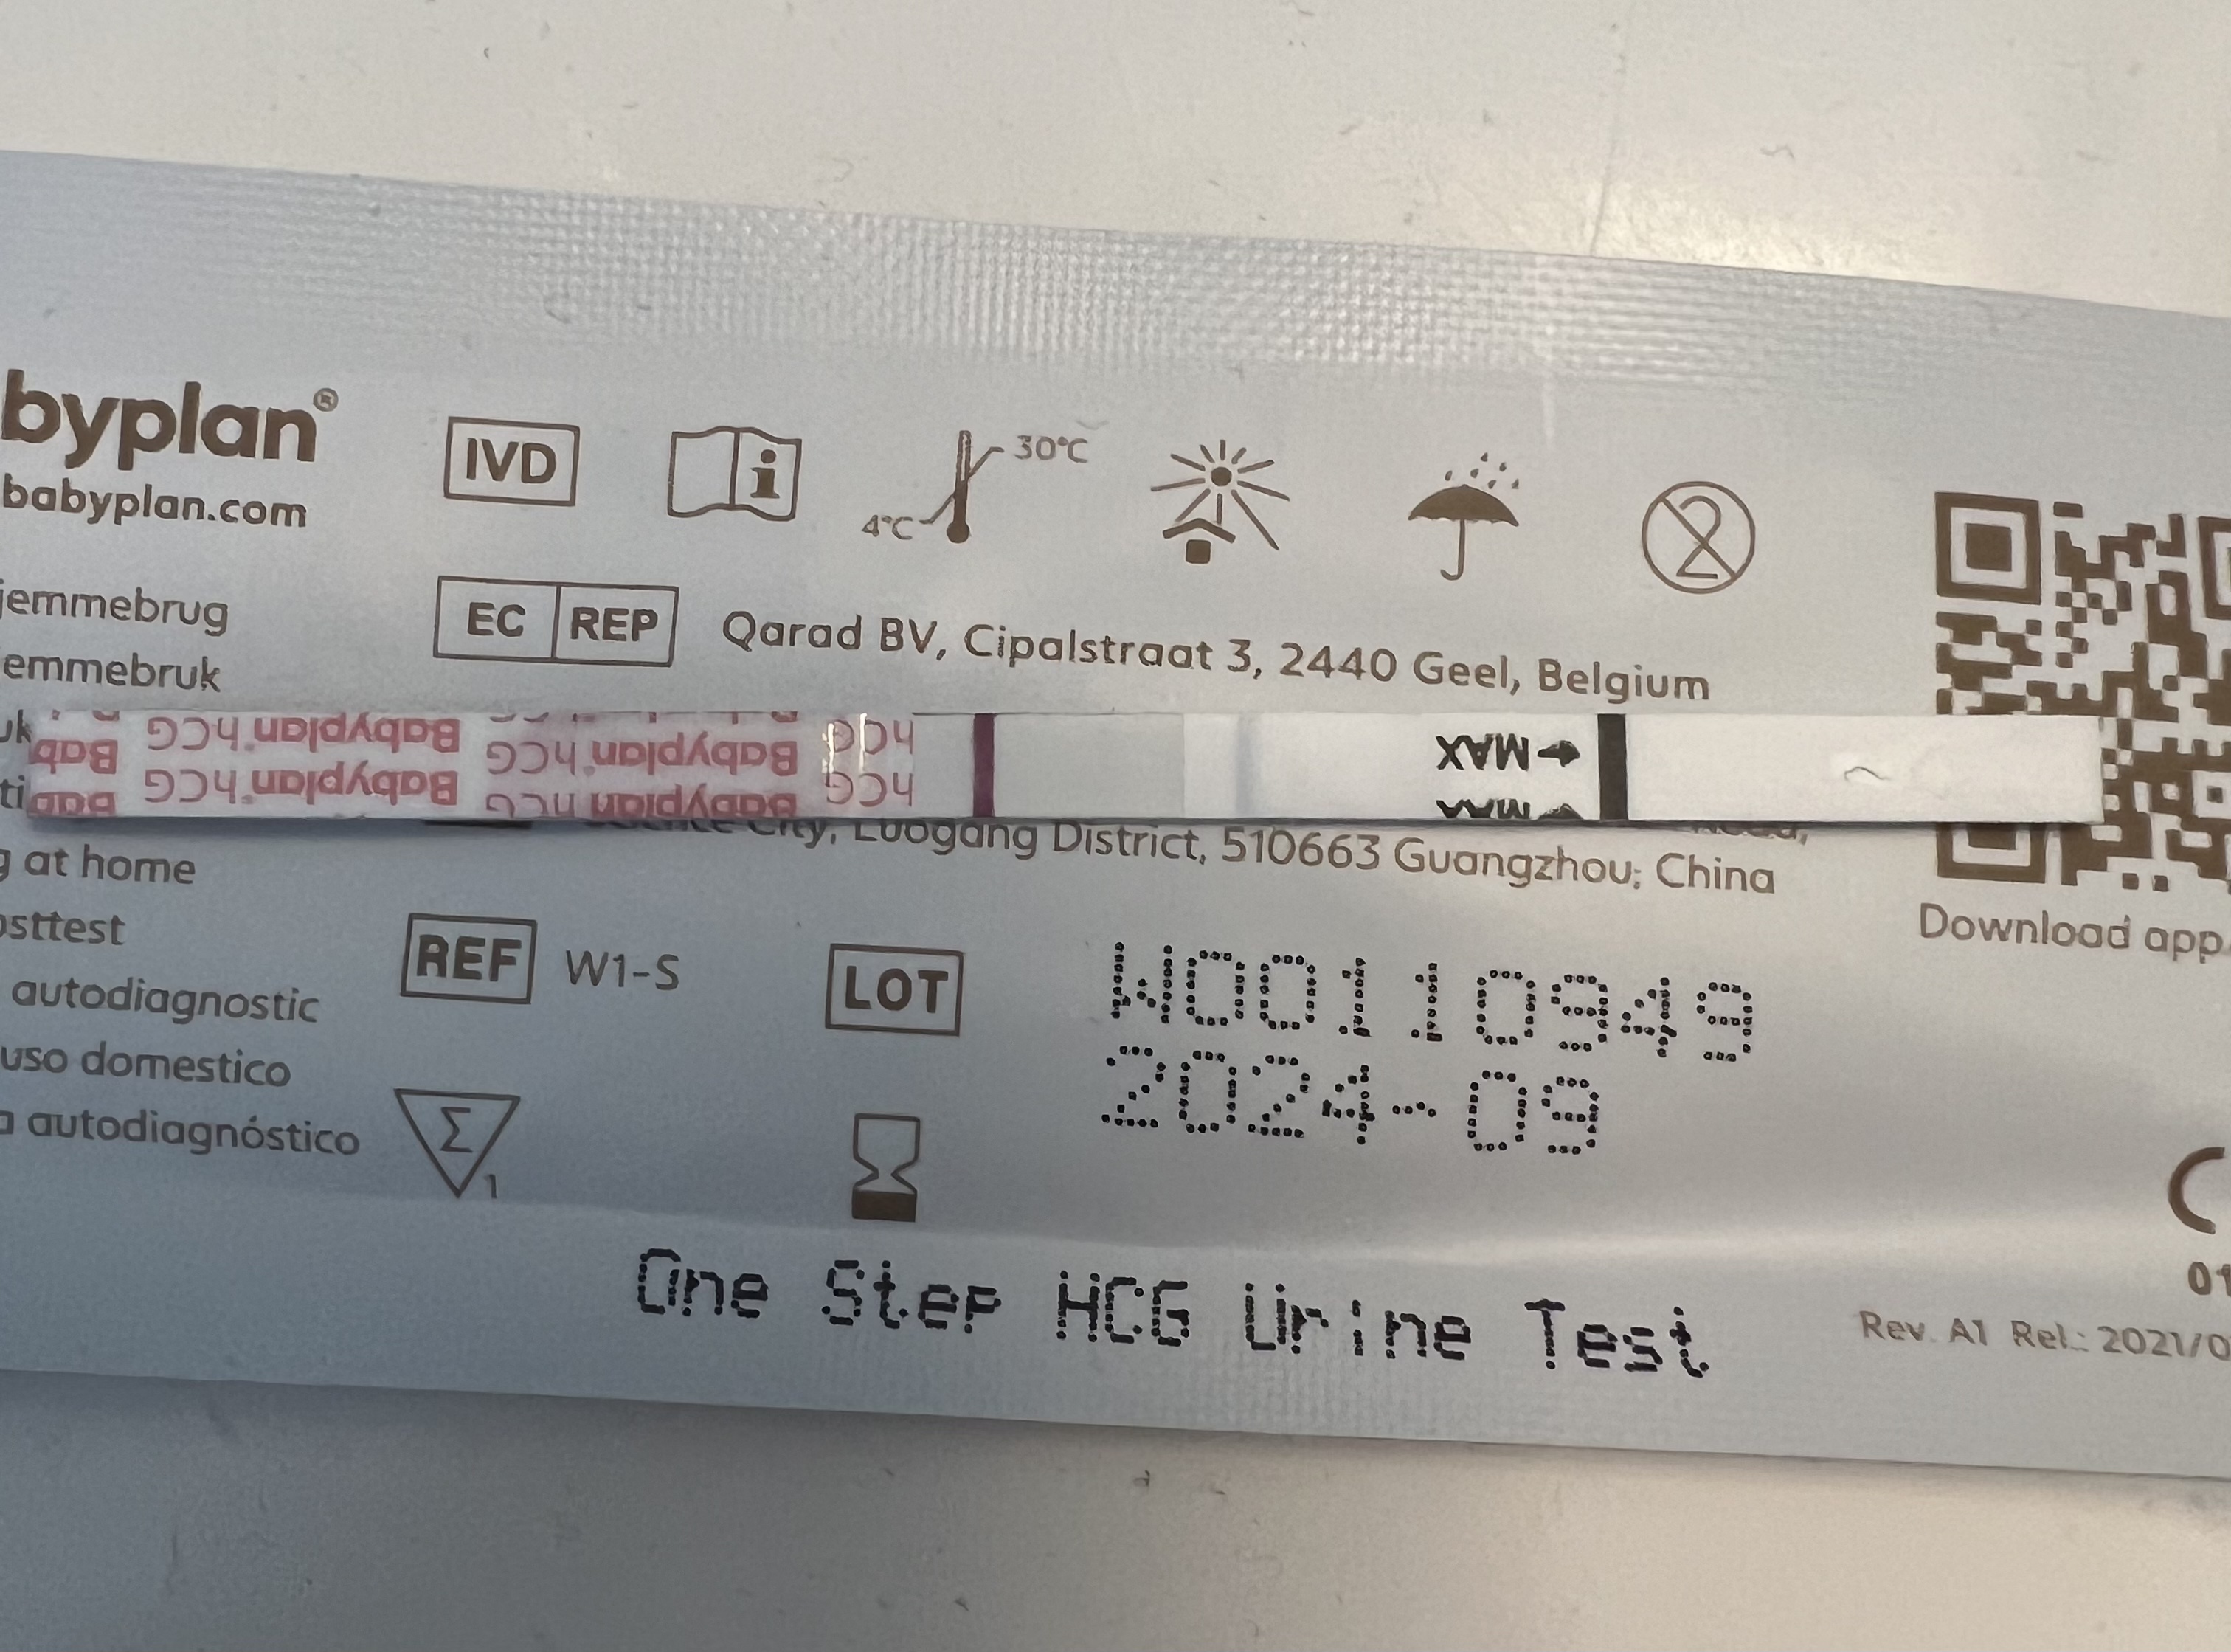 byplan®
babyplan.com
IVD
i
30°C
4°C
2
jemmebrug
emmebruk
EC REP
Qarad BV, Cipalstraat 3, 2440 Geel, Belgium
Babyplan hCG Babyplan hCG hCG
Babyplan hCG Babyplan hCG hCG
MAX
City, Luogang District, 510663 Guangzhou; China
at home
autodiagnostic
uso domestico
autodiagnóstico
REF W1-S
LOT
W00110949
2024-09
Σ
1
Download app
One Step HCG Urine Test
Rev. A1 Rel.: 2021/0